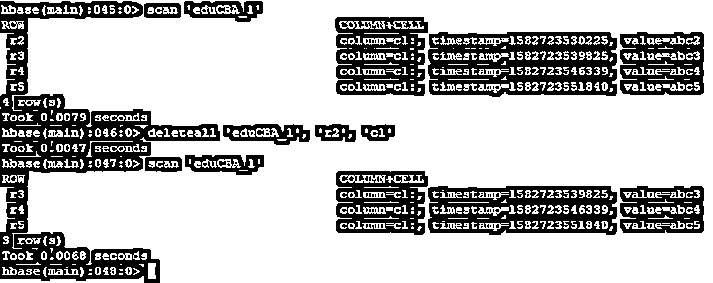 hbase(main):045:0> scan 'eduCBA_1'
ROW COLUMN+CELL
r2 column=c1:, timestamp=1582723530225, value=abc2
r3 column=c1:, timestamp=1582723539825, value=abc3
r4 column=c1:, timestamp=1582723546339, value=abc4
r5 column=c1:, timestamp=1582723551840, value=abc5
4 row(s)
Took 0.0079 seconds
hbase(main):046:0> deleteall 'eduCBA_1', 'r2', 'c1'
Took 0.0047 seconds
hbase(main):047:0> scan 'eduCBA_1'
ROW COLUMN+CELL
r3 column=c1:, timestamp=1582723539825, value=abc3
r4 column=c1:, timestamp=1582723546339, value=abc4
r5 column=c1:, timestamp=1582723551840, value=abc5
3 row(s)
Took 0.0068 seconds
hbase(main):048:0>